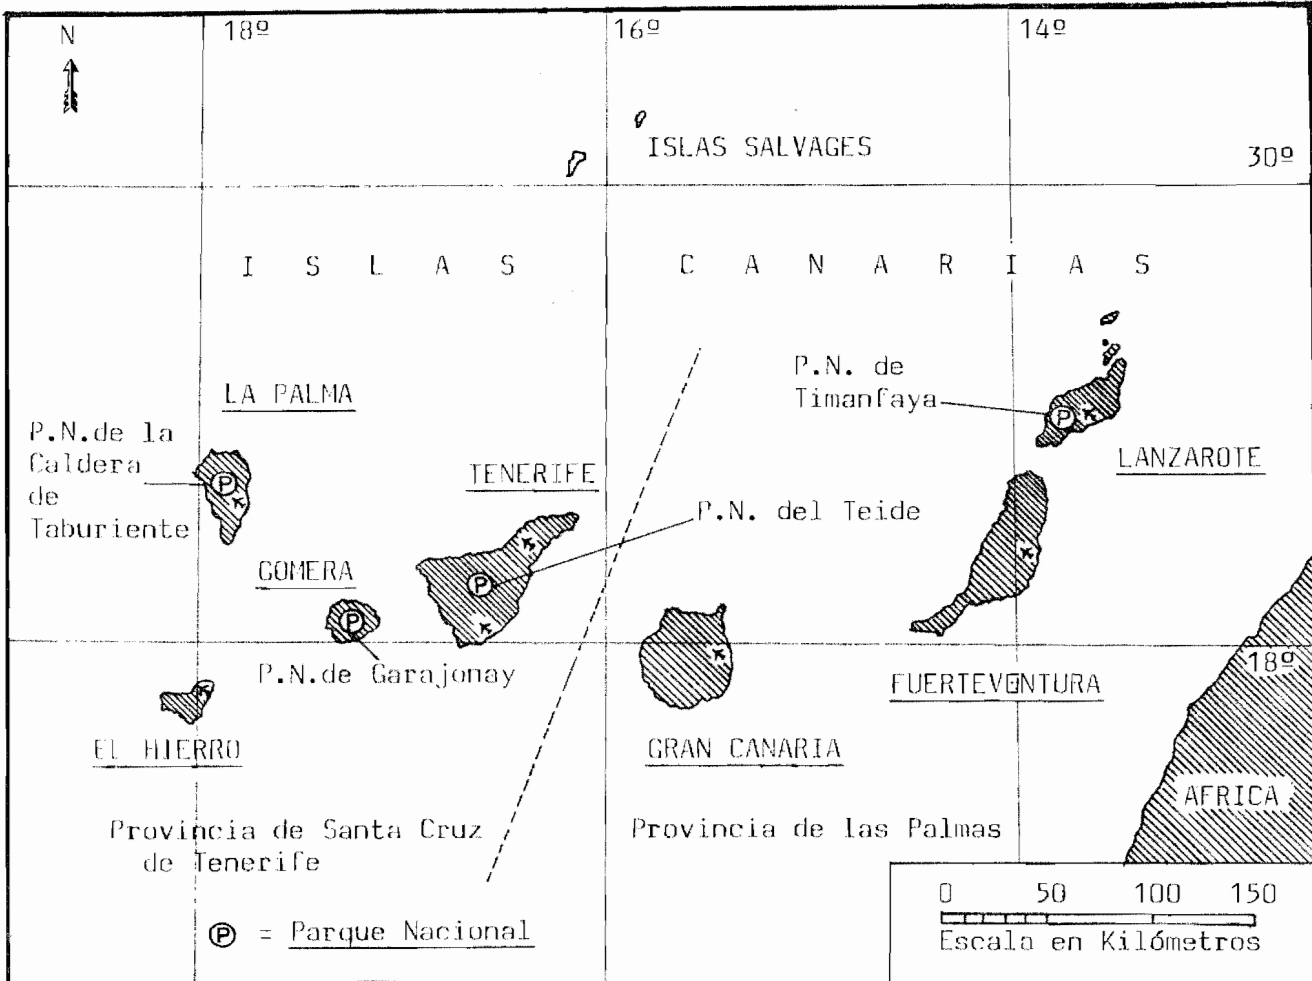 N
18º
16º
14º
ISLAS SALVAGES
30º
ISLAS CANARIAS
P.N. de
Timanfaya
LA PALMA
P.N.de la
Caldera
de
Taburiente
TENERIFE
LANZAROTE
P.N. del Teide
GOMERA
P.N.de Garajonay
18º
FUERTEVENTURA
EL HIERRO
GRAN CANARIA
AFRICA
Provincia de Santa Cruz
de Tenerife
Provincia de las Palmas
P = Parque Nacional
0 50 100 150
Escala en Kilómetros
P
P
P
P